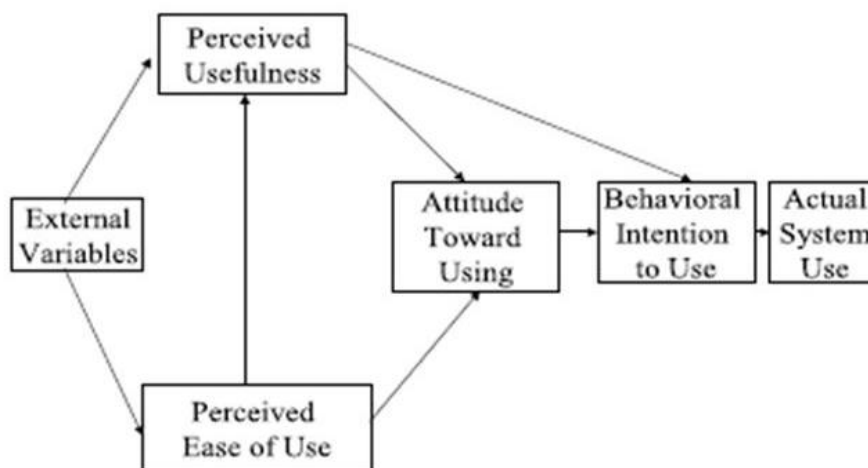 Perceived
Usefulness
External
Variables
Attitude
Toward
Using
Behavioral
Intention
to Use
Actual
System
Use
Perceived
Ease of Use